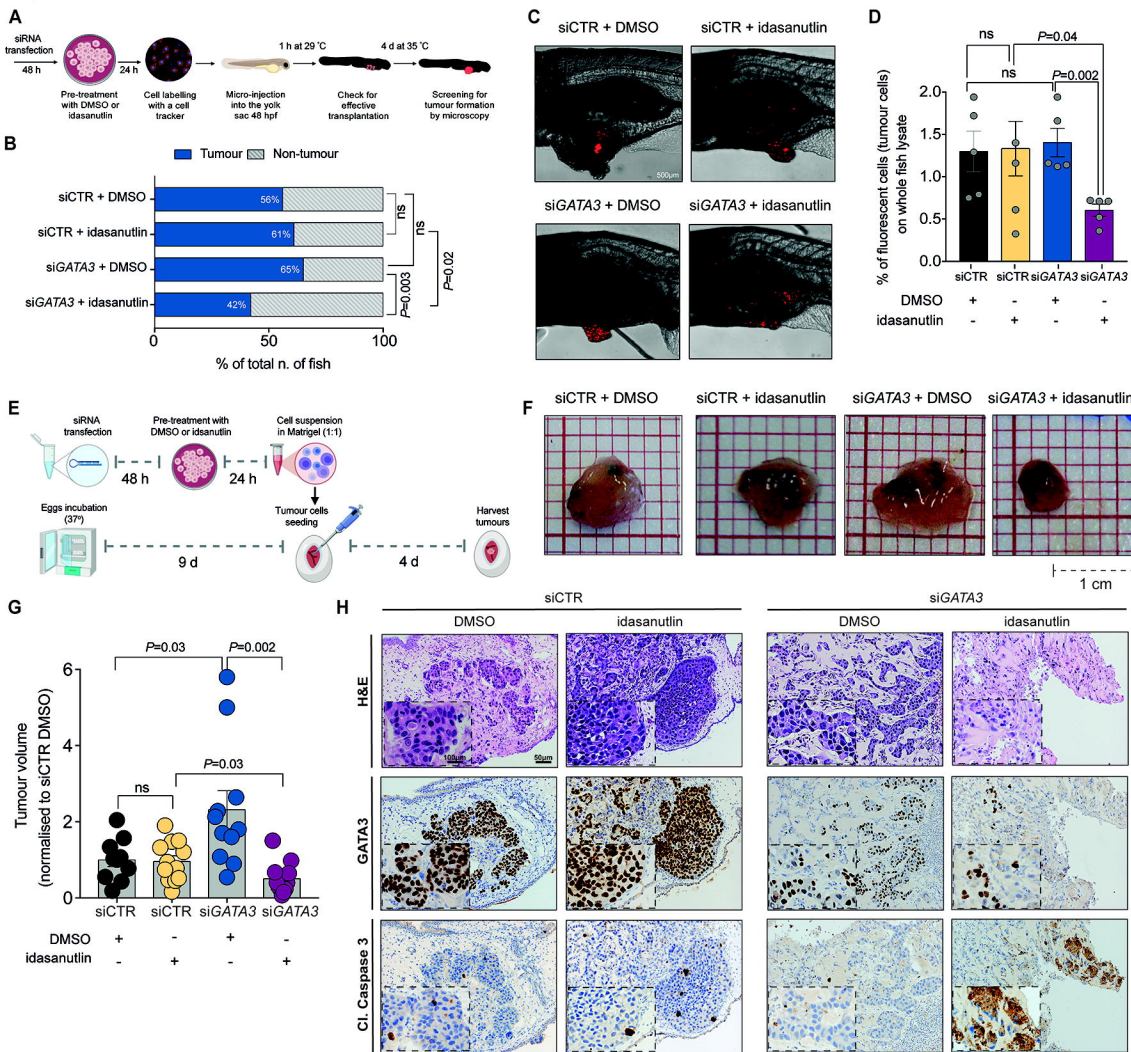 A
siRNA
transfection
48 h
24 h
1 h at 29 °C
4 d at 35 °C
Pre-treatment
with DMSO or
idasanutlin
Cell labelling
with a cell
tracker
Micro-injection
into the yolk
sac 48 hpf
Check for
effective
transplantation
Screening for
tumour formation
by microscopy
B
Tumour
Non-tumour
siCTR + DMSO
56%
siCTR + idasanutlin
61%
siGATA3 + DMSO
65%
siGATA3 + idasanutlin
42%
ns
ns
P=0.003
P=0.02
0
50
100
% of total n. of fish
C
siCTR + DMSO
siCTR + idasanutlin
500µm
siGATA3 + DMSO
siGATA3 + idasanutlin
D
ns
P=0.04
ns
P=0.002
% of fluorescent cells (tumour cells)
on whole fish lysate
2.0
1.5
1.0
0.5
0.0
siCTR siCTR siGATA3 siGATA3
DMSO + - + -
idasanutlin - + - +
E
siRNA
transfection
Pre-treatment with
DMSO or idsanutlin
Cell suspension
in Matrigel (1:1)
48 h
24 h
Eggs incubation
(37º)
Tumour cells
seeding
Harvest
tumours
9 d
4 d
F
siCTR + DMSO
siCTR + idasanutlin
siGATA3 + DMSO
siGATA3 + idasanutlin
1 cm
G
P=0.03
P=0.002
P=0.03
ns
Tumour volume
(normalised to siCTR DMSO)
6
4
2
0
siCTR siCTR siGATA3 siGATA3
DMSO + - + -
idasanutlin - + - +
H
siCTR
siGATA3
DMSO
idasanutlin
DMSO
idasanutlin
H&E
100µm
50µm
GATA3
Cl. Caspase 3